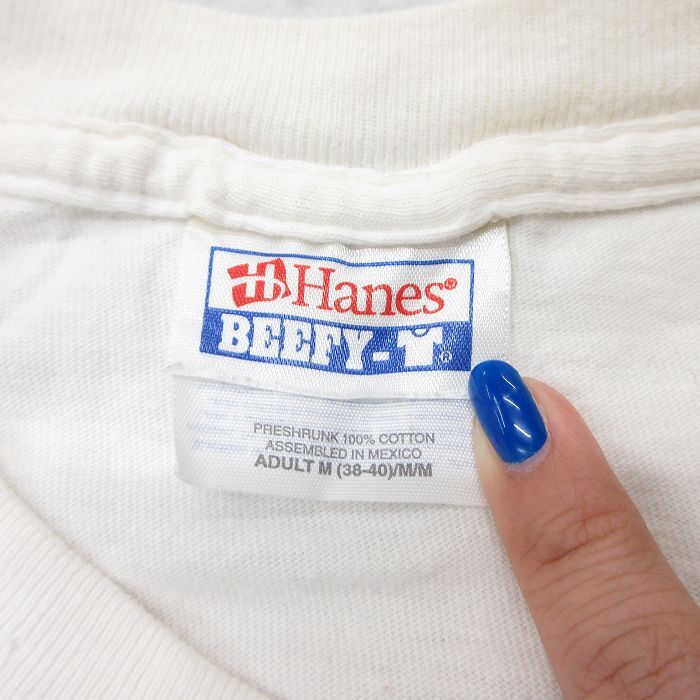 H Hanes®
BEEFY-T®
PRESHRUNK 100% COTTON
ASSEMBLED IN MEXICO
ADULT M (38-40)/M/M